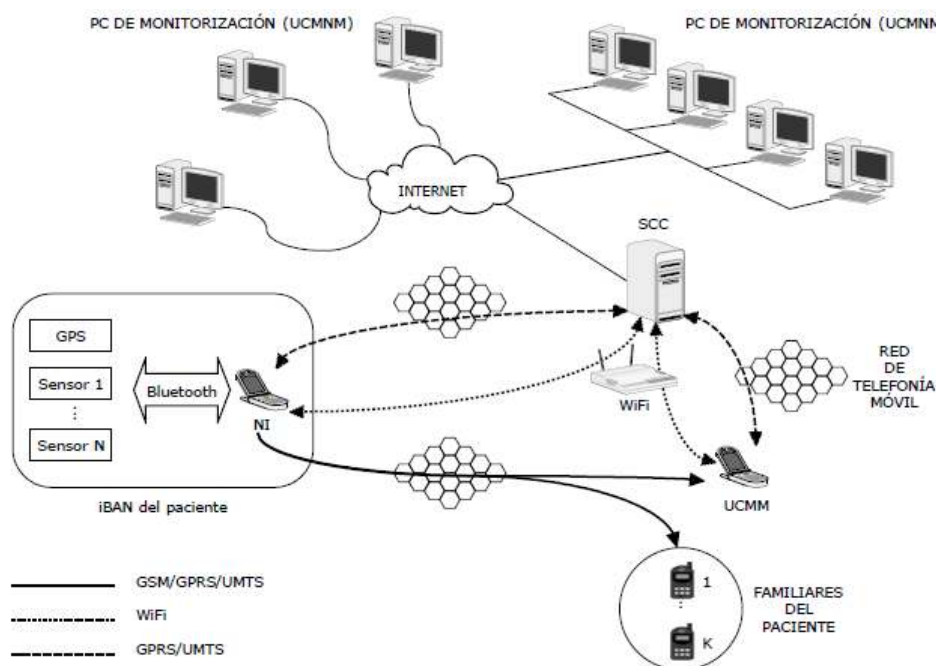 PC DE MONITORIZACIÓN (UCMNM)
PC DE MONITORIZACIÓN (UCMNM
INTERNET
SCC
GPS
Sensor 1
⋮
Sensor N
Bluetooth
NI
WiFi
RED
DE
TELEFONÍA
MÓVIL
UCMM
iBAN del paciente
1
⋮
K
FAMILIARES
DEL
PACIENTE
GSM/GPRS/UMTS
WiFi
GPRS/UMTS